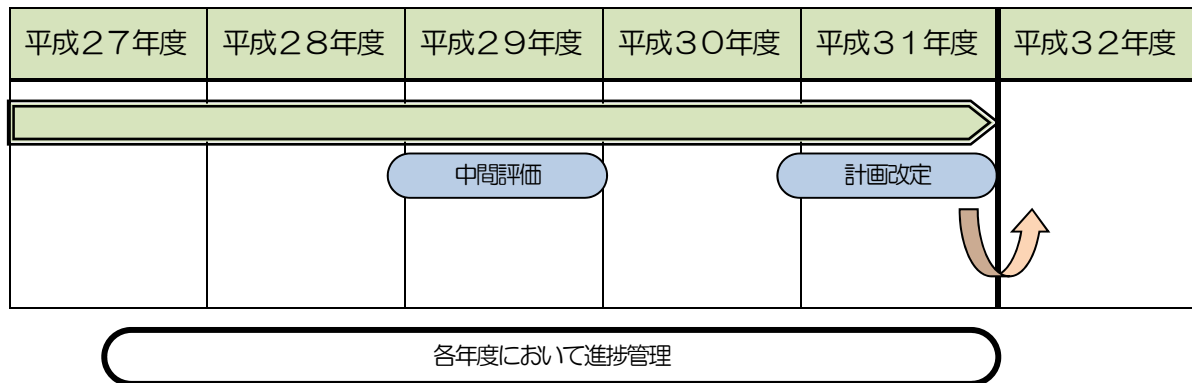 平成２７年度 平成２８年度 平成２９年度 平成３０年度 平成３１年度 平成３２年度
中間評価 計画改定
各年度において進捗管理